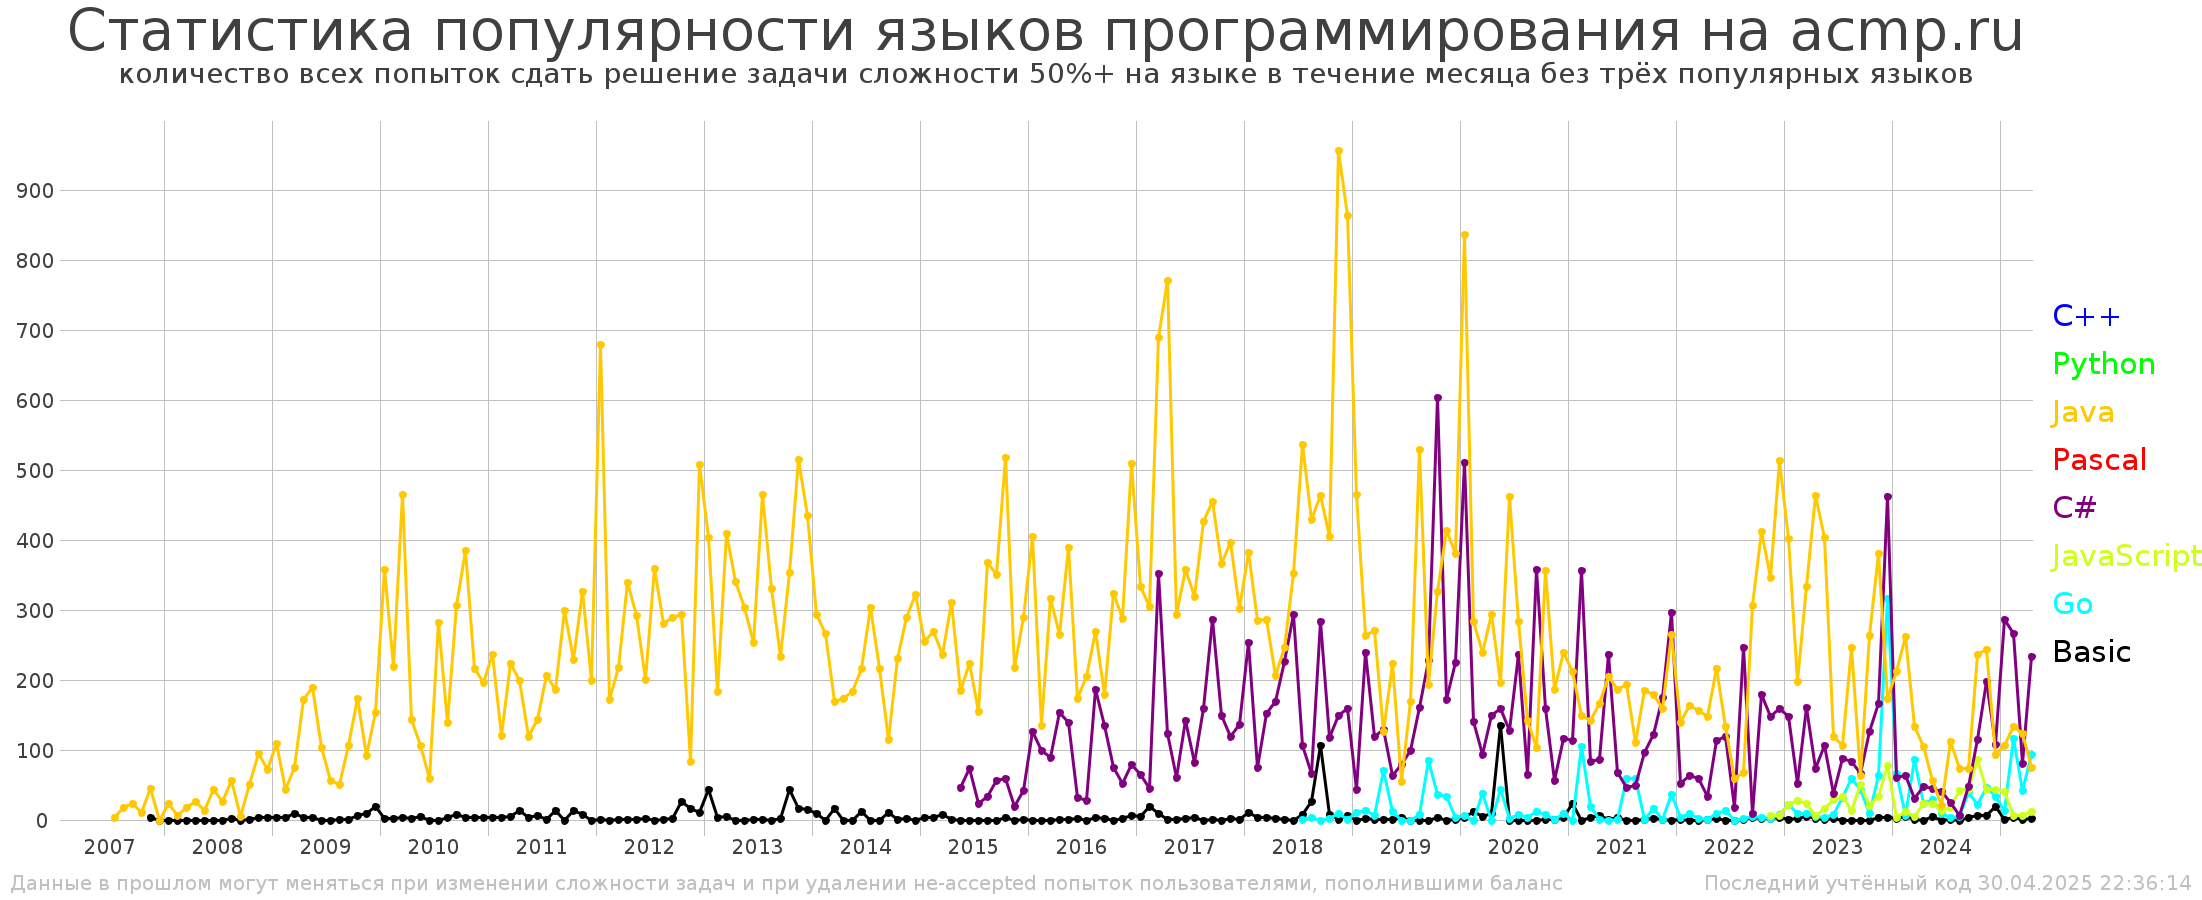 Статистика популярности языков программирования на acmp.ru
количество всех попыток сдать решение задачи сложности 50%+ на языке в течение месяца без трёх популярных языков
900
800
700
600
500
400
300
200
100
0
C++
Python
Java
Pascal
C#
JavaScript
Go
Basic
2007 2008 2009 2010 2011 2012 2013 2014 2015 2016 2017 2018 2019 2020 2021 2022 2023 2024
Данные в прошлом могут меняться при изменении сложности задач и при удалении не-accepted попыток пользователями, пополнившими баланс
Последний учтённый код 30.04.2025 22:36:14